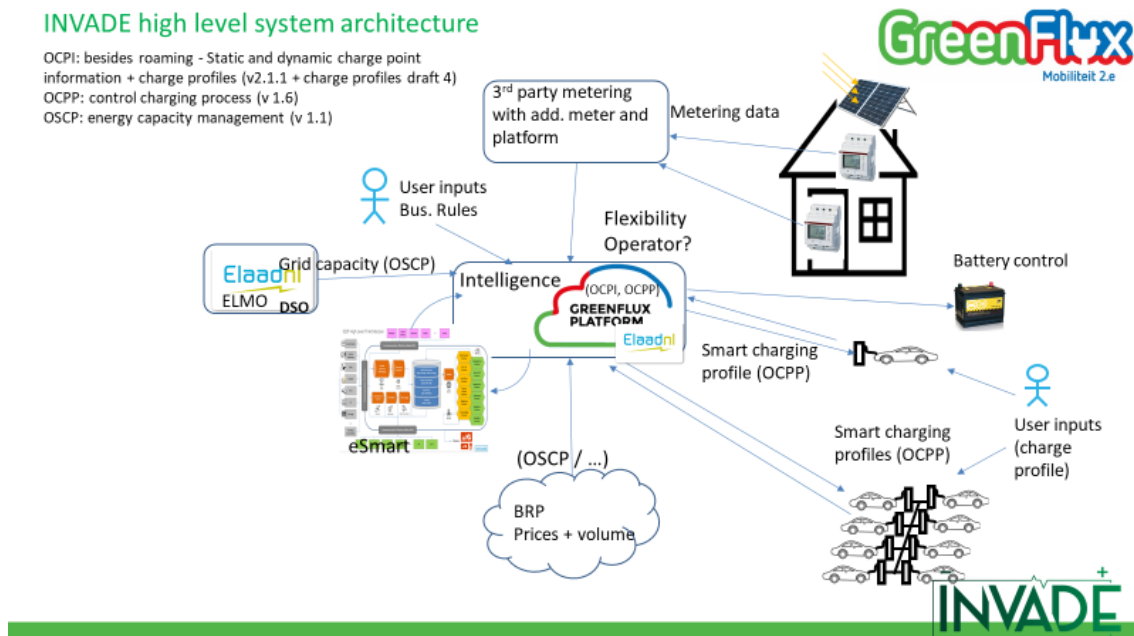 INVADE high level system architecture
GreenFlux
Mobiliteit 2.e
OCPI: besides roaming - Static and dynamic charge point
information + charge profiles (v2.1.1 + charge profiles draft 4)
OCPP: control charging process (v 1.6)
OSCP: energy capacity management (v 1.1)
3rd party metering
with add. meter and
platform
Metering data
User inputs
Bus. Rules
Flexibility
Operator?
Elaadnl
Grid capacity (OSCP)
ELMO
DSO
Intelligence
(OCPI, OCPP)
GREENFLUX
PLATFORM
Elaadnl
Battery control
Smart charging
profile (OCPP)
eSmart
User inputs
(charge
profile)
Smart charging
profiles (OCPP)
(OSCP / ...)
BRP
Prices + volume
INVADE